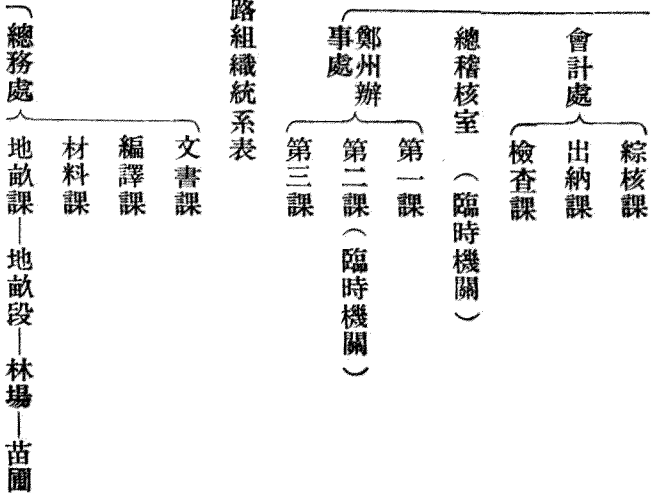 會計處
綜核課
出納課
檢查課
總稽核室（臨時機關）
鄭州辦
事處
第一課
第二課（臨時機關）
第三課
路組織統系表
總務處
文書課
編譯課
材料課
地畝課—地畝段—林場—苗圃